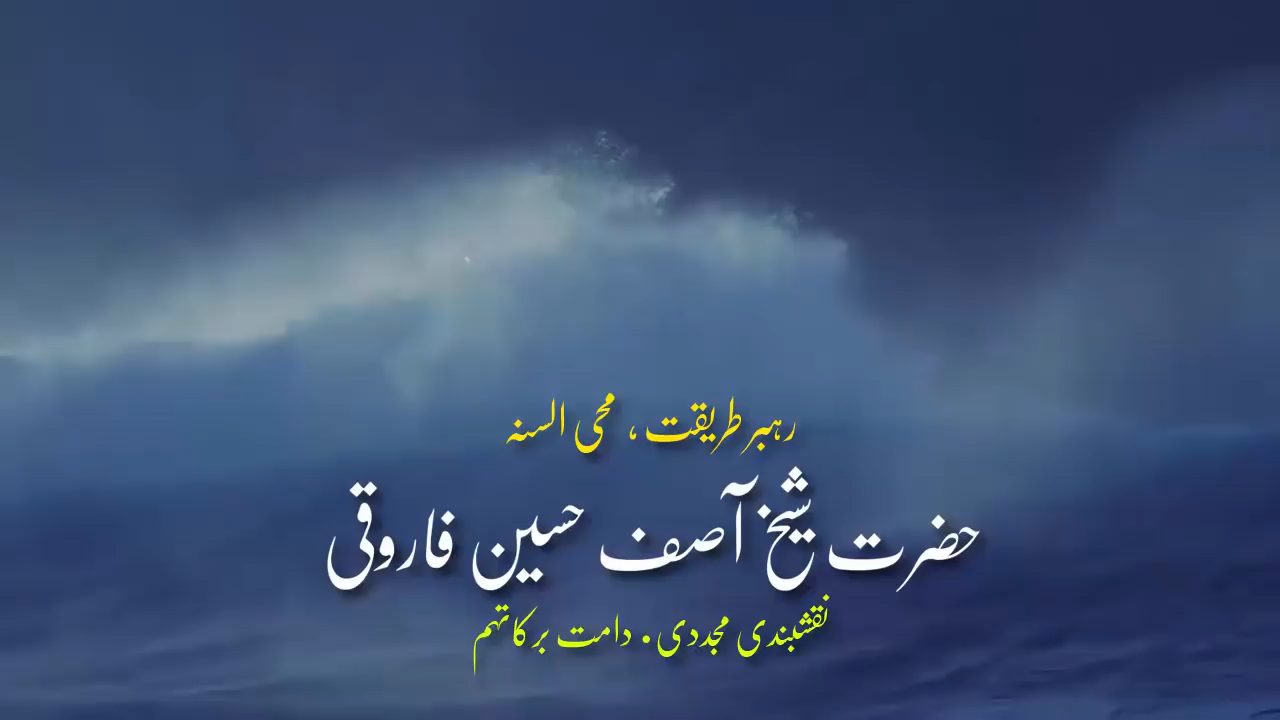 رہبر طریقت ، محی السنہ
حضرت شیخ آصف حسین فاروقی
نقشبندی مجددی . دامت برکاتہم